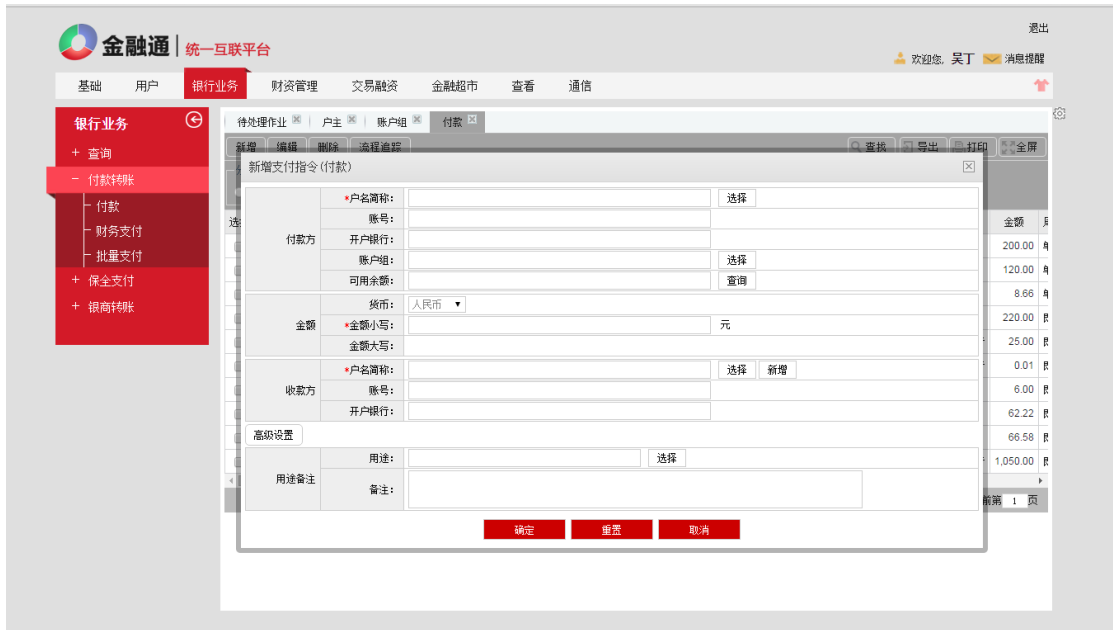 退出
金融通 统一互联平台
欢迎您, 吴丁 消息提醒
基础 用户 银行业务 财资管理 交易融资 金融超市 查看 通信
银行业务
+ 查询
- 付款转账
付款
财务支付
批量支付
+ 保全支付
+ 银商转账
待处理作业 户主 账户组 付款
新增 编辑 删除 流程追踪 查找 导出 打印 全屏
新增支付指令(付款)
付款方
*户名简称: 选择
账号:
开户银行:
账户组: 选择
可用余额: 查询
金额
货币: 人民币
*金额小写: 元
金额大写:
收款方
*户名简称: 选择 新增
账号:
开户银行:
高级设置
用途备注
用途: 选择
备注:
确定 重置 取消
金额
200.00
120.00
8.66
220.00
25.00
0.01
6.00
62.22
66.58
1,050.00
前第 1 页